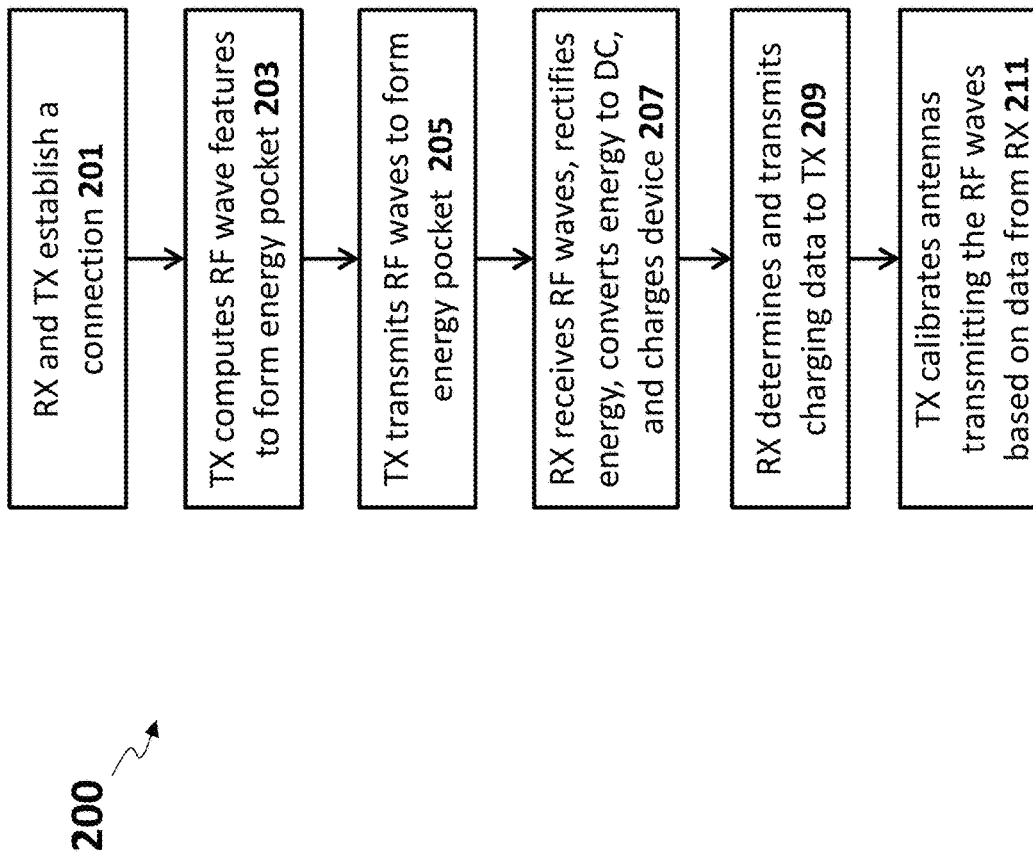 200
RX and TX establish a
connection 201
TX computes RF wave features
to form energy pocket 203
TX transmits RF waves to form
energy pocket 205
RX receives RF waves, rectifies
energy, converts energy to DC,
and charges device 207
RX determines and transmits
charging data to TX 209
TX calibrates antennas
transmitting the RF waves
based on data from RX 211